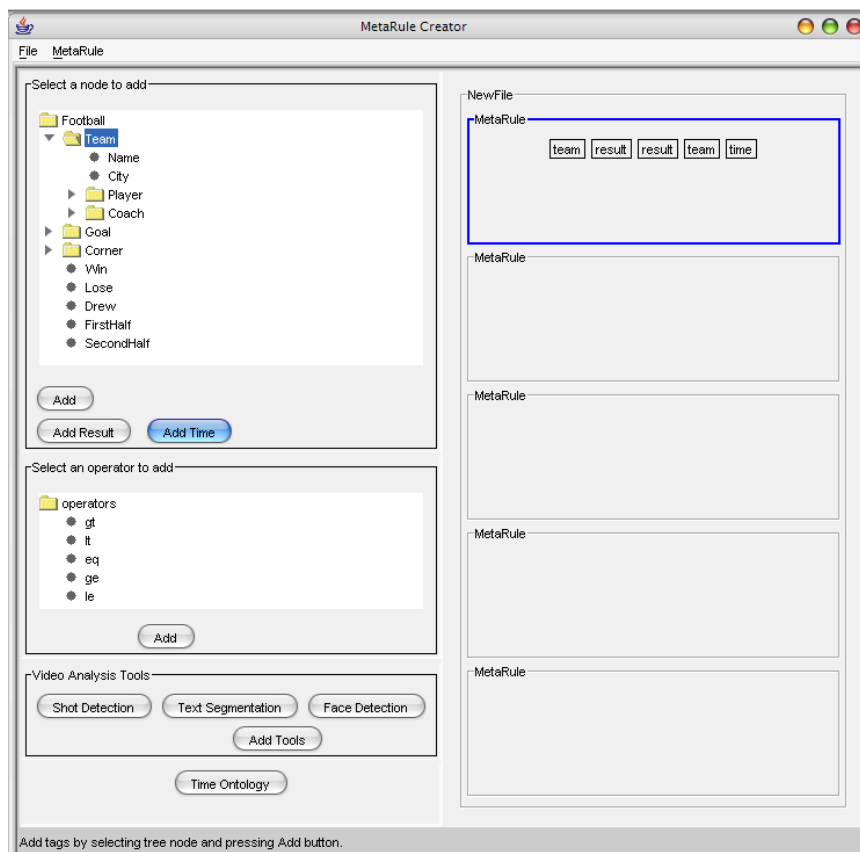 MetaRule Creator
File MetaRule
Select a node to add
Football
Team
Name
City
Player
Coach
Goal
Corner
Win
Lose
Drew
FirstHalf
SecondHalf
Add
Add Result Add Time
Select an operator to add
operators
gt
lt
eq
ge
le
Add
Video Analysis Tools
Shot Detection Text Segmentation Face Detection
Add Tools
Time Ontology
NewFile
MetaRule
team result result team time
MetaRule
MetaRule
MetaRule
MetaRule
Add tags by selecting tree node and pressing Add button.